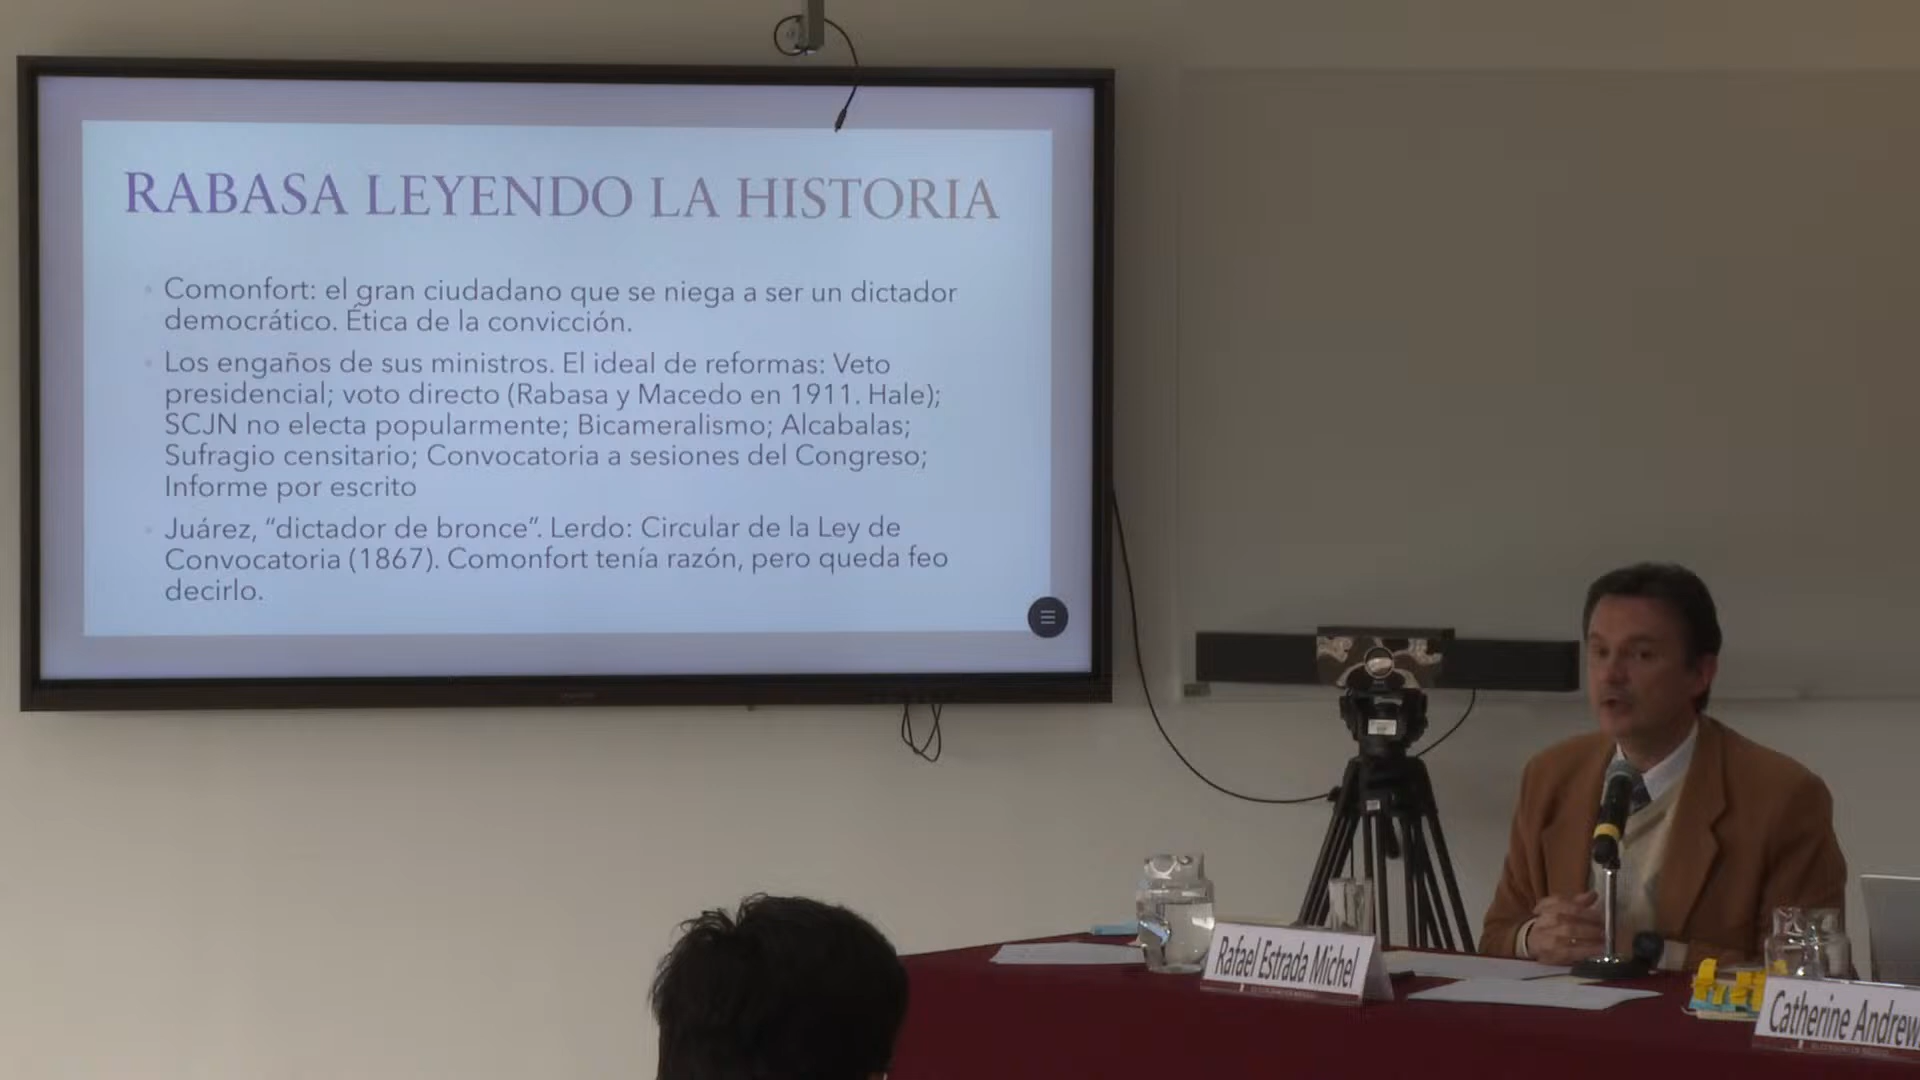 RABASA LEYENDO LA HISTORIA
Comonfort: el gran ciudadano que se niega a ser un dictador
democrático. Ética de la convicción.
Los engaños de sus ministros. El ideal de reformas: Veto
presidencial; voto directo (Rabasa y Macedo en 1911. Hale);
SCJN no electa popularmente; Bicameralismo; Alcabalas;
Sufragio censitario; Convocatoria a sesiones del Congreso;
Informe por escrito
Juárez, “dictador de bronce”. Lerdo: Circular de la Ley de
Convocatoria (1867). Comonfort tenía razón, pero queda feo
decirlo.
Rafael Estrada Michel
Catherine Andrew